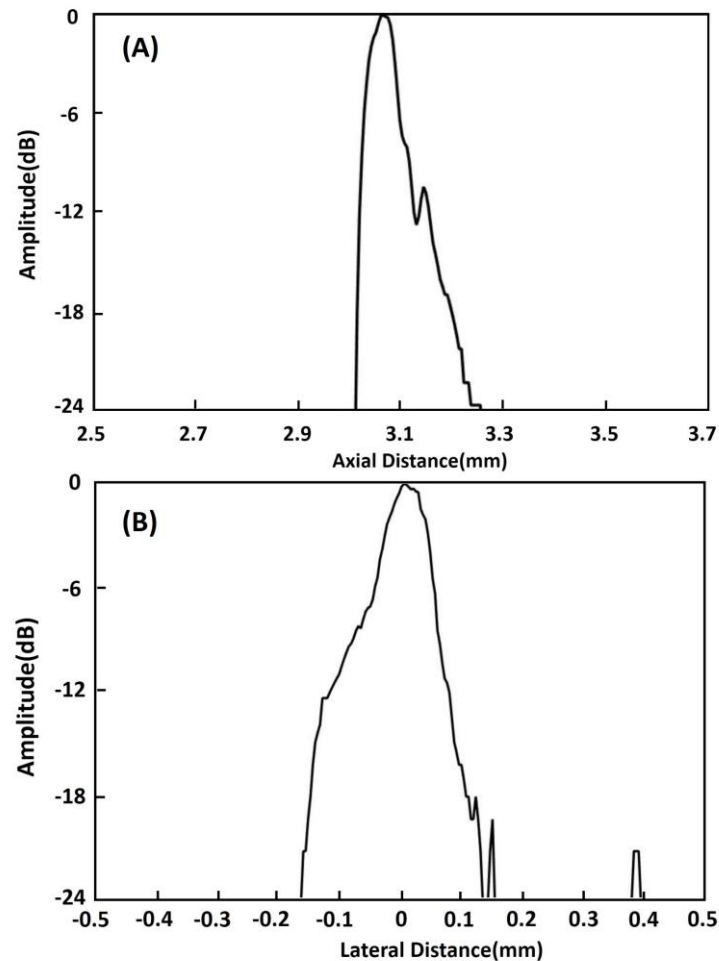 (A)
Amplitude(dB)
0
-6
-12
-18
-24
2.5 2.7 2.9 3.1 3.3 3.5 3.7
Axial Distance(mm)
(B)
Amplitude(dB)
0
-6
-12
-18
-24
-0.5 -0.4 -0.3 -0.2 -0.1 0 0.1 0.2 0.3 0.4 0.5
Lateral Distance(mm)